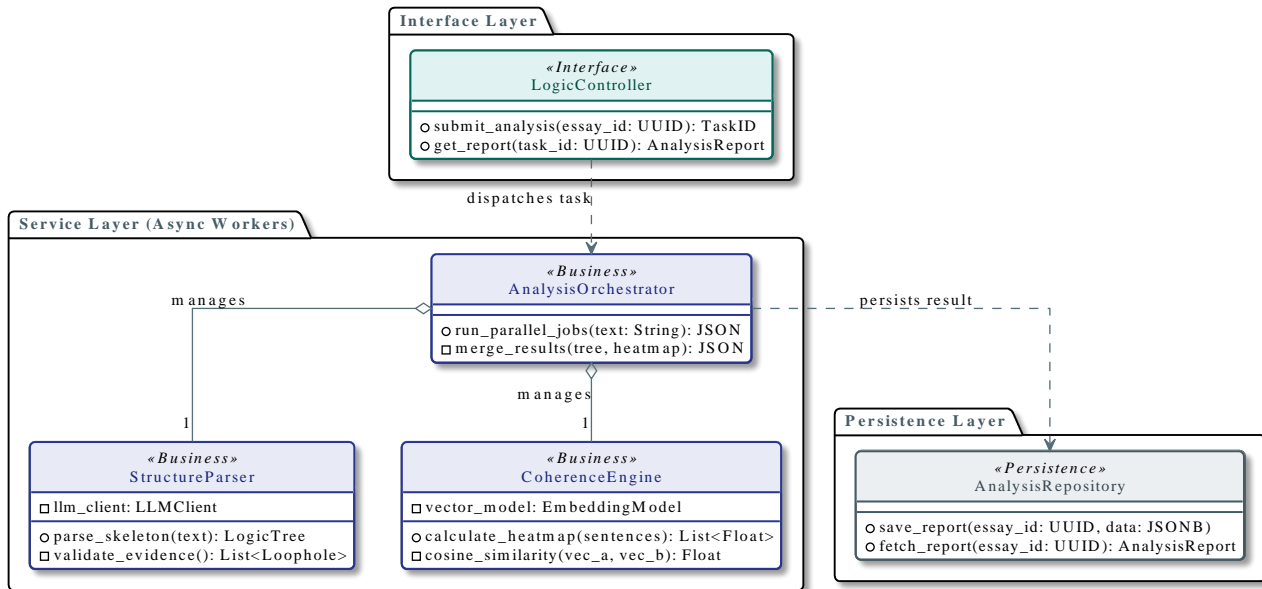 Interface Layer
«Interface»
LogicController
submit_analysis(essay_id: UUID): TaskID
get_report(task_id: UUID): AnalysisReport
dispatches task
Service Layer (Async Workers)
«Business»
AnalysisOrchestrator
run_parallel_jobs(text: String): JSON
merge_results(tree, heatmap): JSON
manages
persists result
manages
1
1
«Business»
StructureParser
llm_client: LLMClient
parse_skeleton(text): LogicTree
validate_evidence(): List<Loophole>
«Business»
CoherenceEngine
vector_model: EmbeddingModel
calculate_heatmap(sentences): List<Float>
cosine_similarity(vec_a, vec_b): Float
Persistence Layer
«Persistence»
AnalysisRepository
save_report(essay_id: UUID, data: JSONB)
fetch_report(essay_id: UUID): AnalysisReport